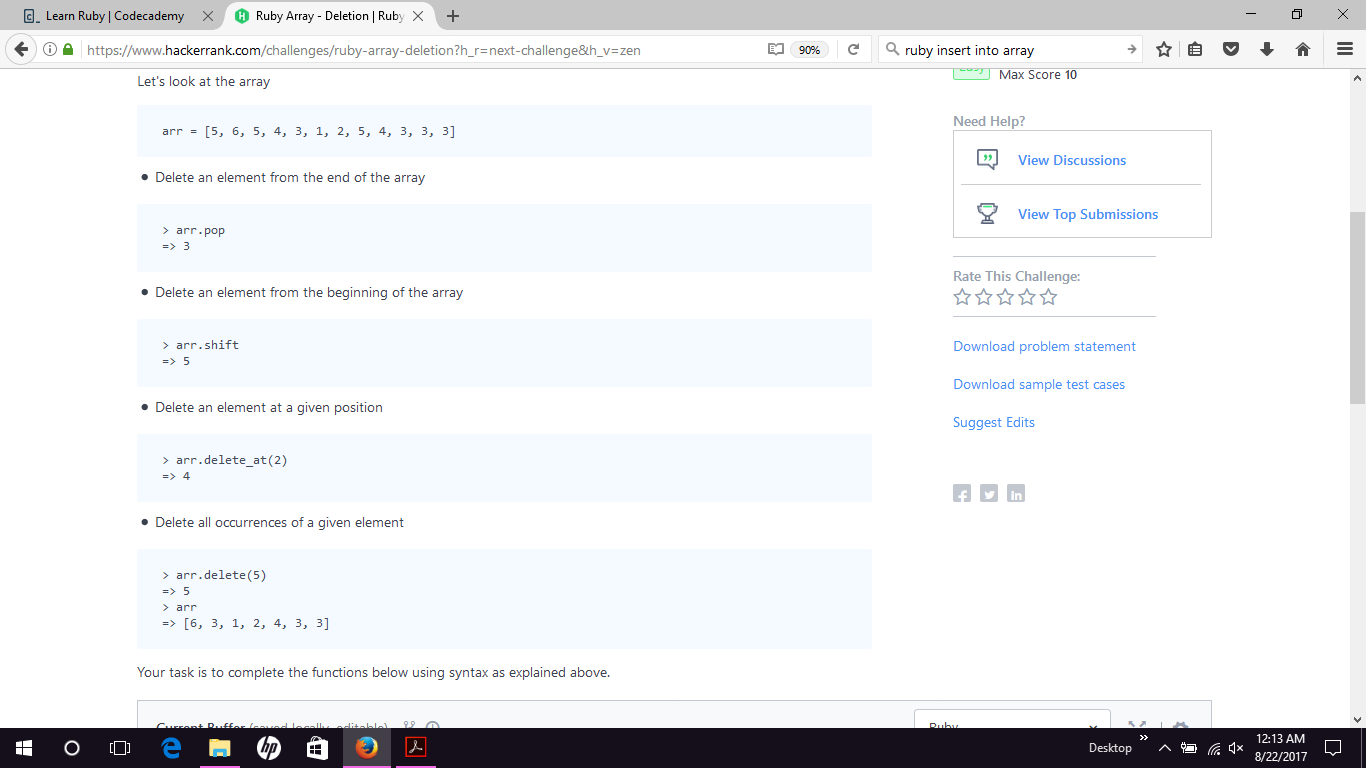 Learn Ruby | Codecademy
Ruby Array - Deletion | Ruby
https://www.hackerrank.com/challenges/ruby-array-deletion?h_r=next-challenge&h_v=zen
90%
ruby insert into array
Let's look at the array
arr = [5, 6, 5, 4, 3, 1, 2, 5, 4, 3, 3, 3]
• Delete an element from the end of the array
> arr.pop
=> 3
• Delete an element from the beginning of the array
> arr.shift
=> 5
• Delete an element at a given position
> arr.delete_at(2)
=> 4
• Delete all occurrences of a given element
> arr.delete(5)
=> 5
> arr
=> [6, 3, 1, 2, 4, 3, 3]
Your task is to complete the functions below using syntax as explained above.
Current Buffer (saved locally, editable)
Ruby
Easy
Max Score 10
Need Help?
View Discussions
View Top Submissions
Rate This Challenge:
Download problem statement
Download sample test cases
Suggest Edits
Desktop
12:13 AM
8/22/2017